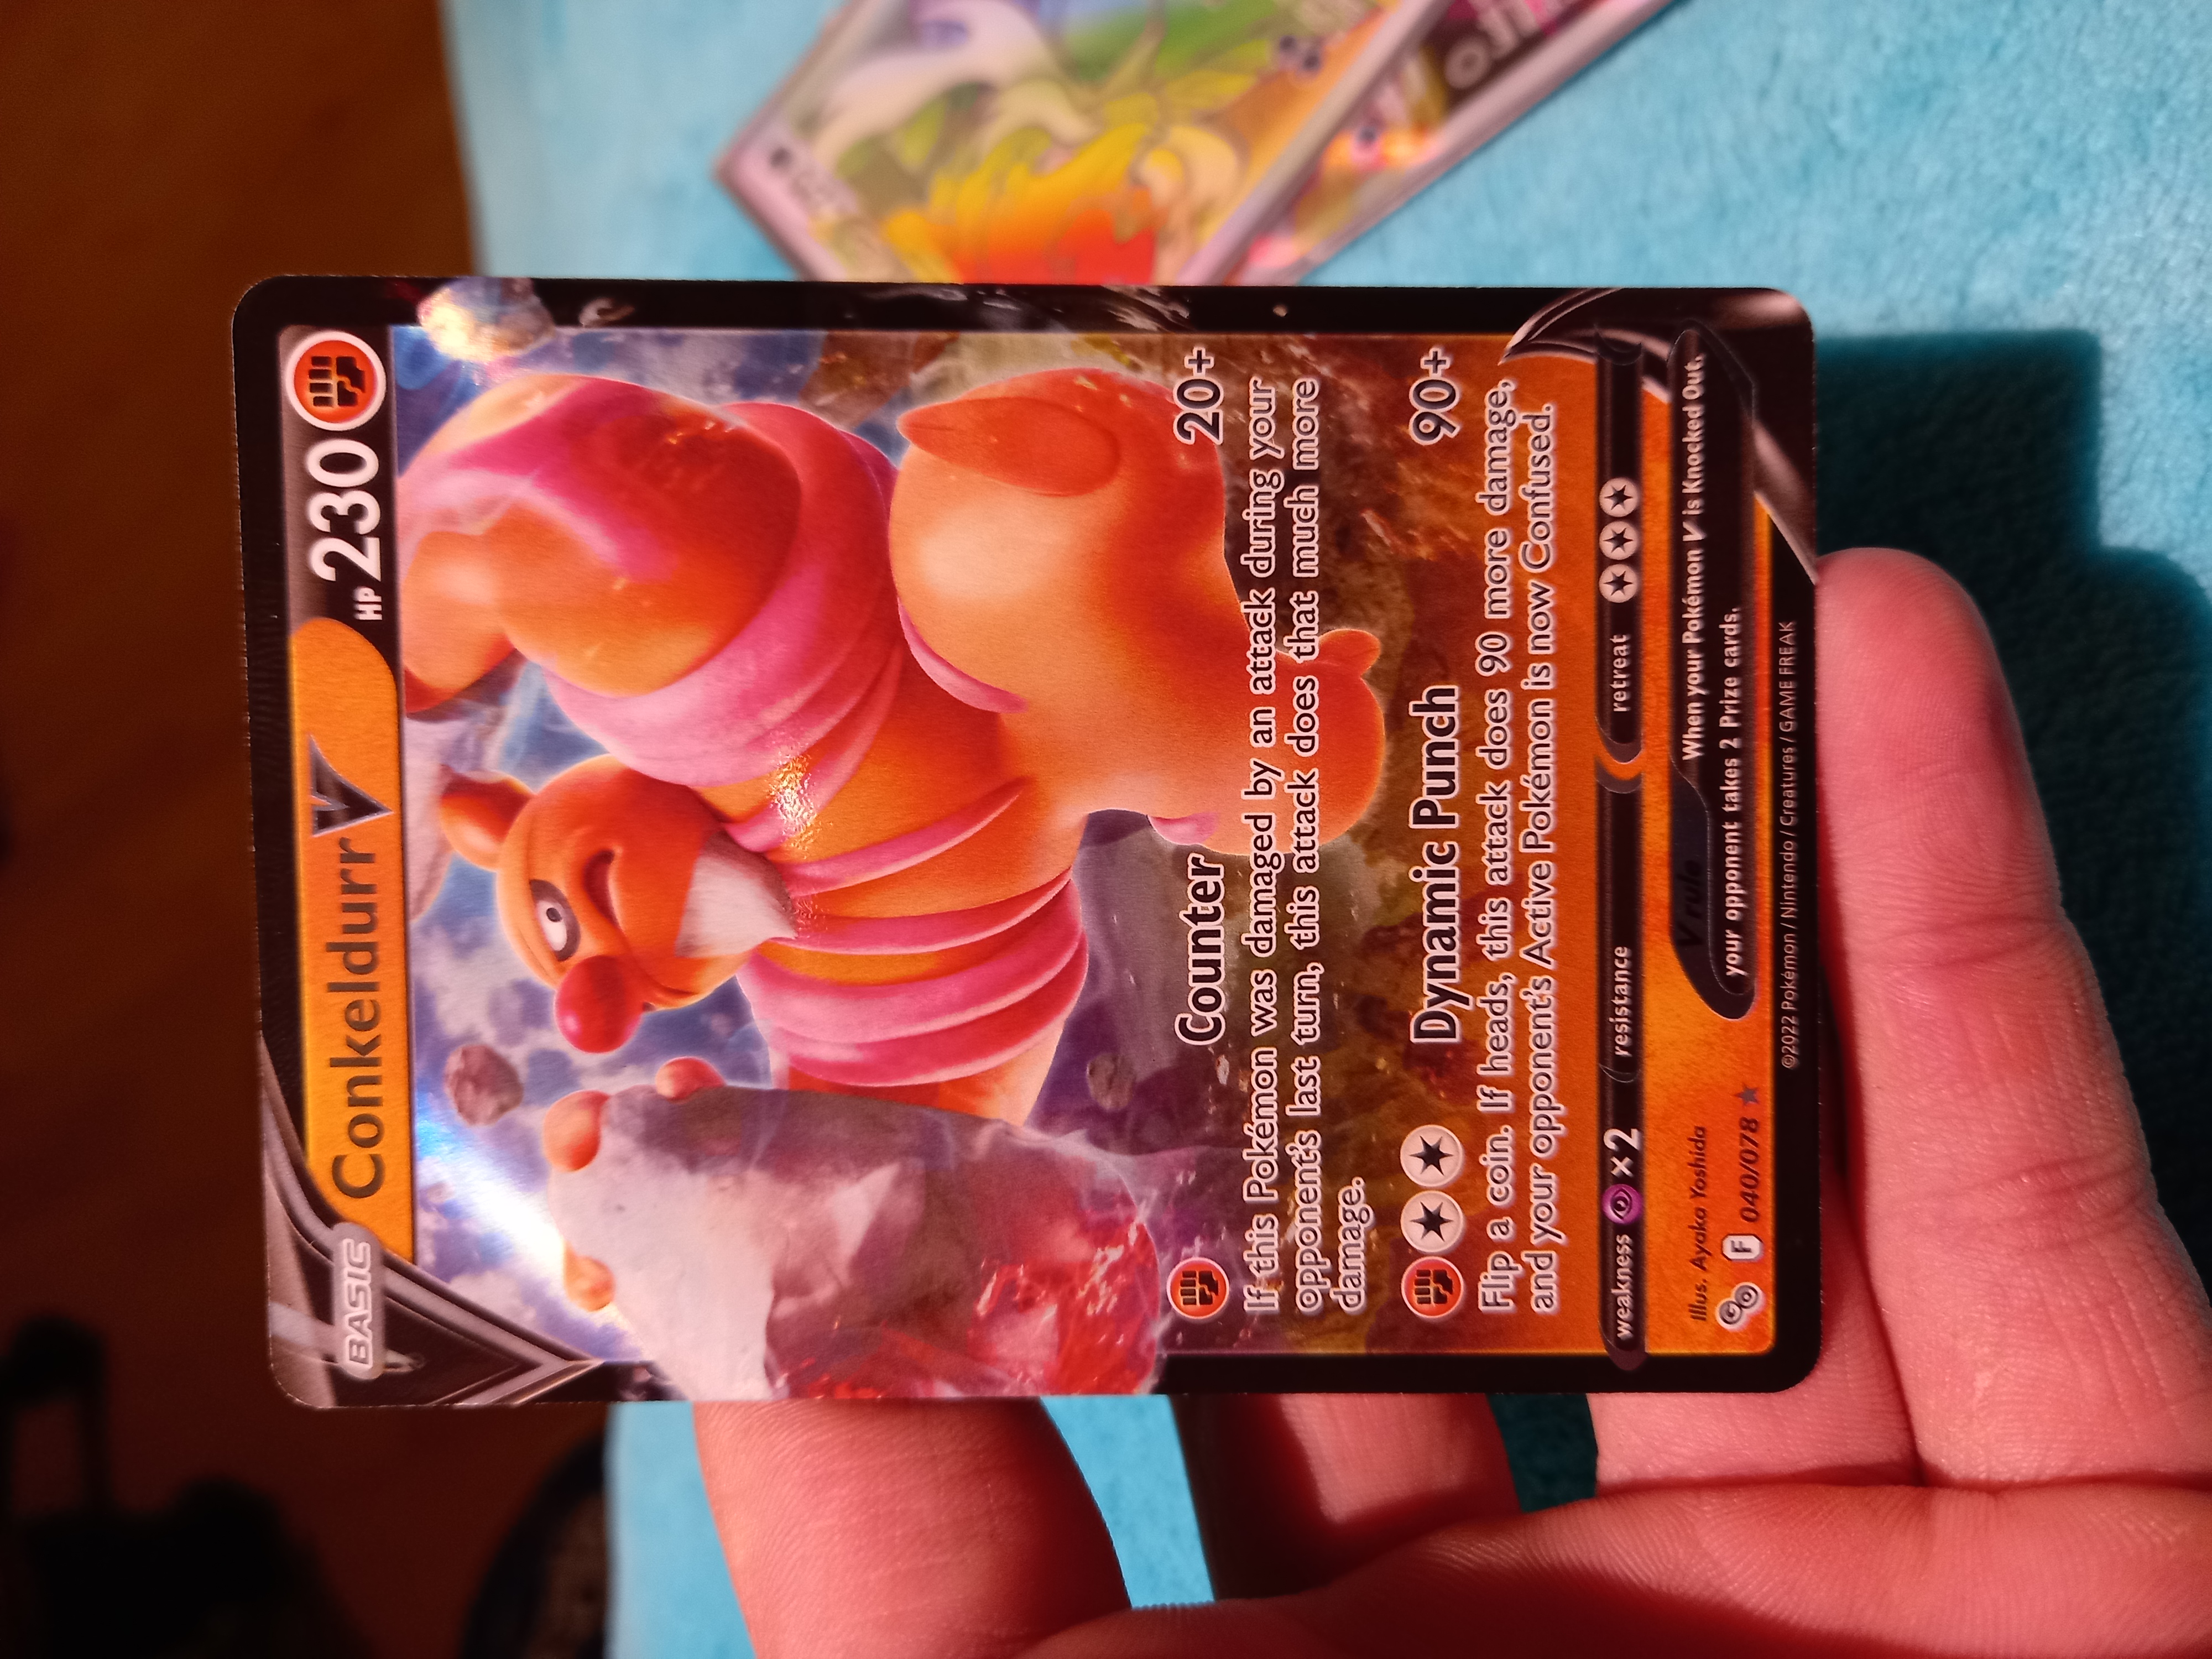 BASIC
Conkeldurr V
HP 230
Counter 20+
If this Pokémon was damaged by an attack during your
opponent's last turn, this attack does that much more
damage.
Dynamic Punch 90+
Flip a coin. If heads, this attack does 90 more damage,
and your opponent's Active Pokémon is now Confused.
weakness ×2 resistance retreat
V rule
When your Pokémon V is Knocked Out,
your opponent takes 2 Prize cards.
Illus. Ayaka Yoshida
GO F 040/078 ★
©2022 Pokémon / Nintendo / Creatures / GAME FREAK